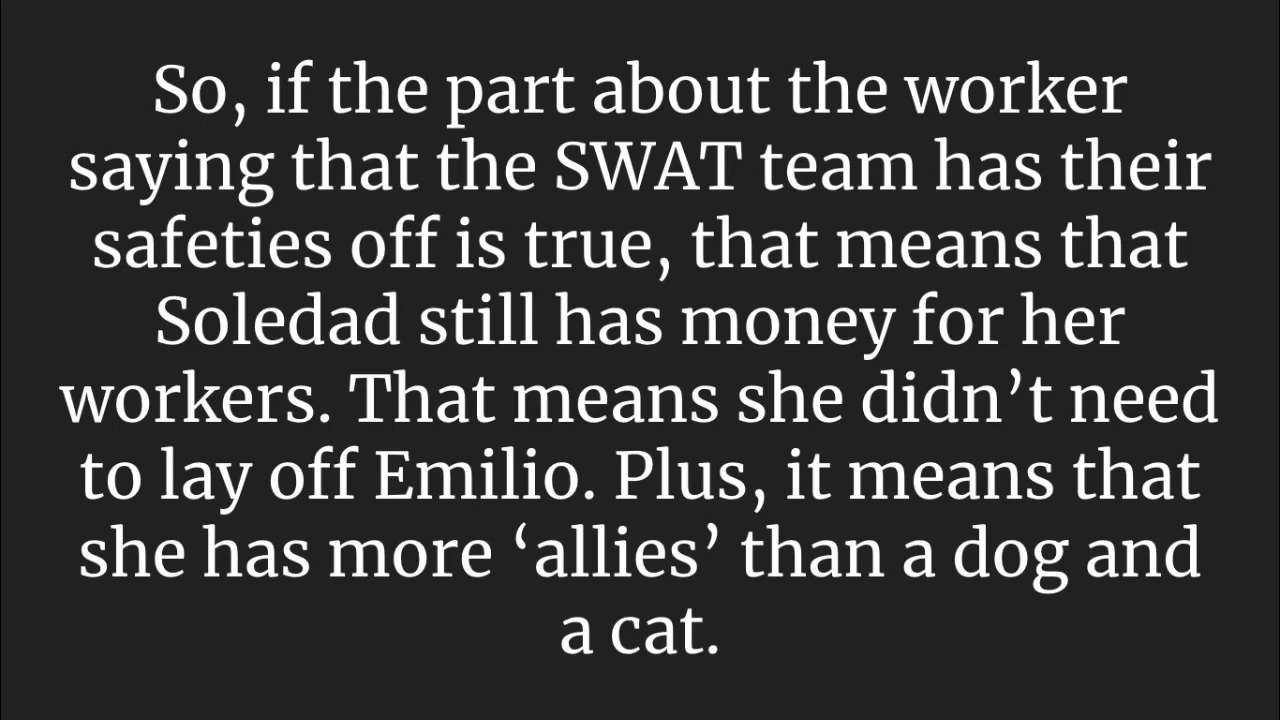 So, if the part about the worker
saying that the SWAT team has their
safeties off is true, that means that
Soledad still has money for her
workers. That means she didn’t need
to lay off Emilio. Plus, it means that
she has more ‘allies’ than a dog and
a cat.